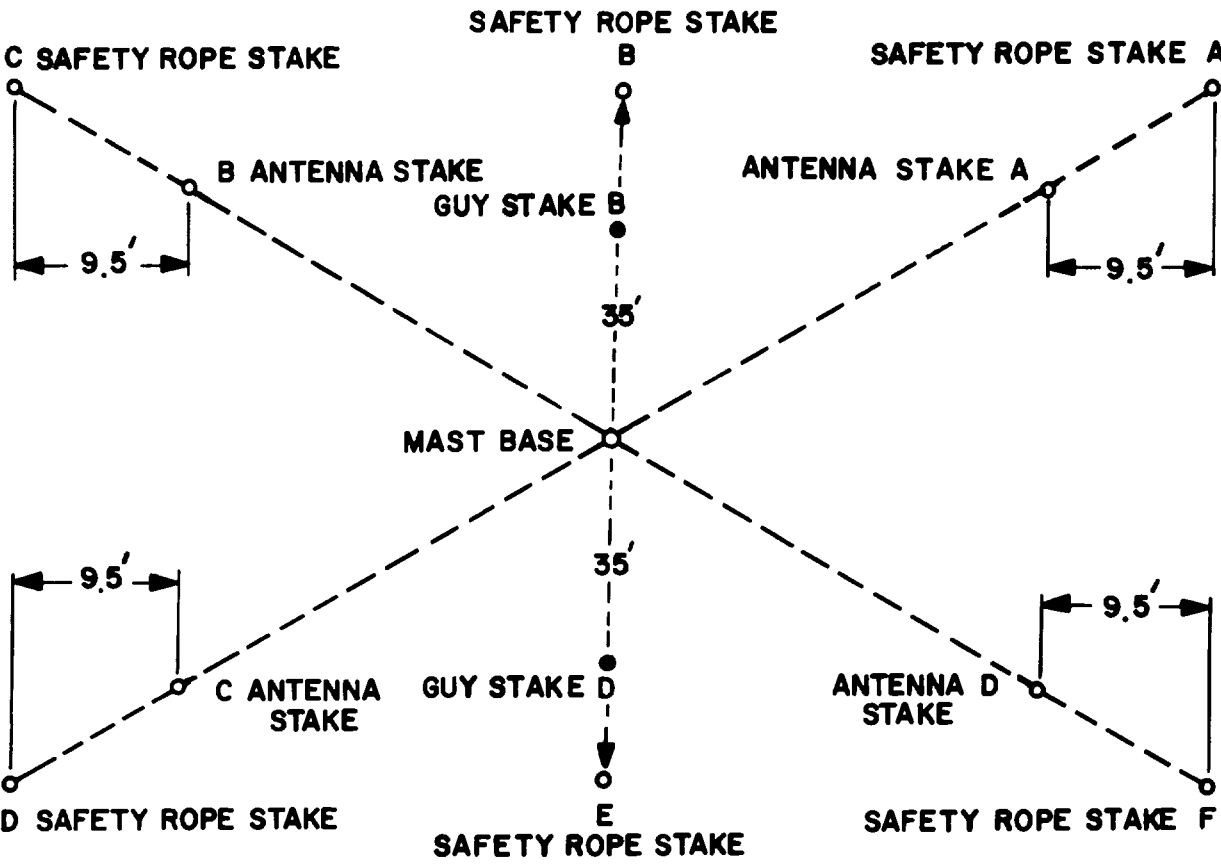 SAFETY ROPE STAKE
B
C SAFETY ROPE STAKE
SAFETY ROPE STAKE A
B ANTENNA STAKE
ANTENNA STAKE A
GUY STAKE B
9.5'
9.5'
35'
MAST BASE
35'
9.5'
9.5'
C ANTENNA
STAKE
GUY STAKE D
ANTENNA D
STAKE
D SAFETY ROPE STAKE
E
SAFETY ROPE STAKE
SAFETY ROPE STAKE F